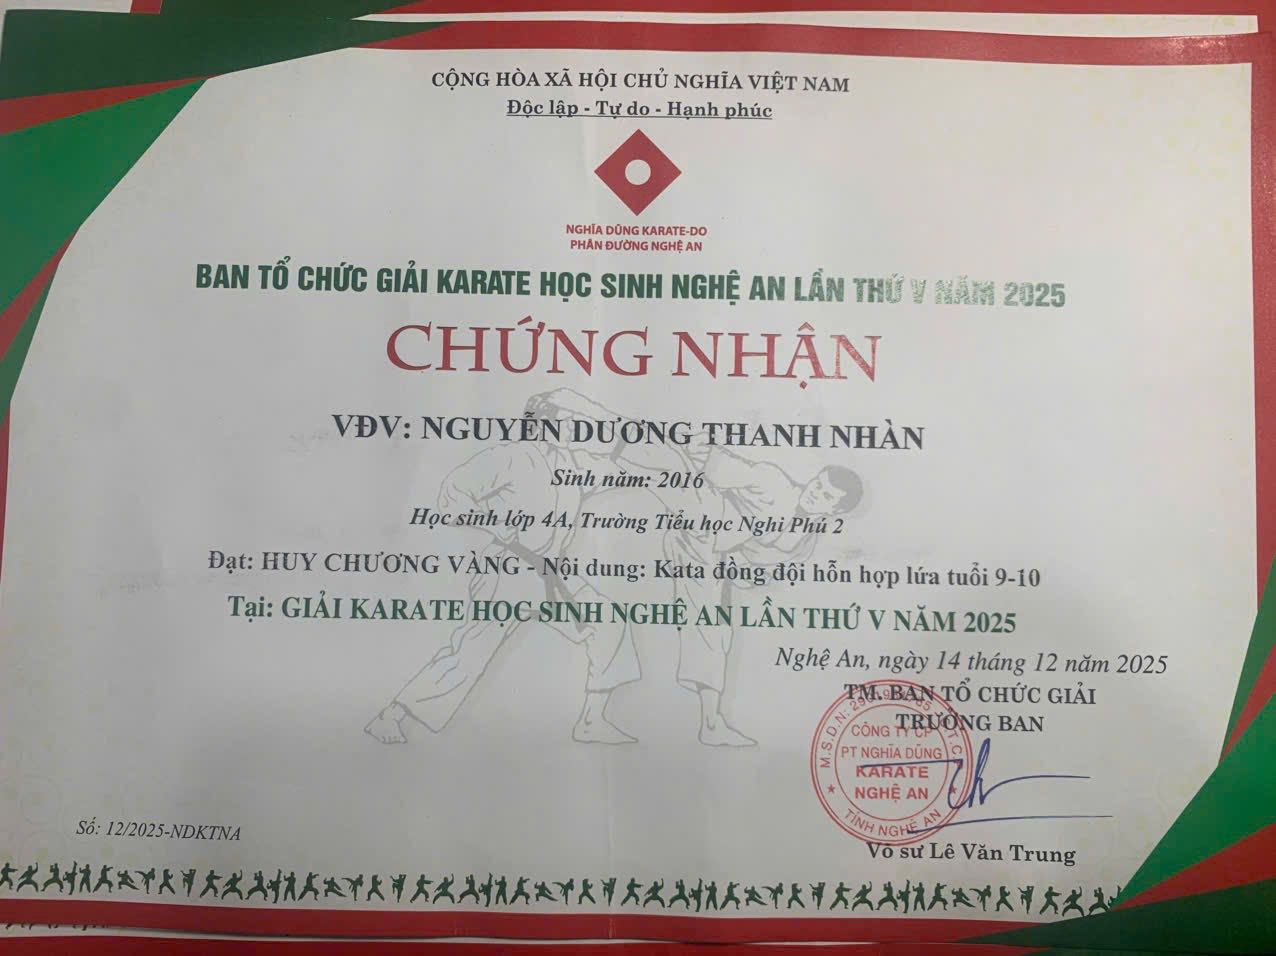 CỘNG HÒA XÃ HỘI CHỦ NGHĨA VIỆT NAM
Độc lập - Tự do - Hạnh phúc
NGHĨA DŨNG KARATE-DO
PHÂN ĐƯỜNG NGHỆ AN
BAN TỔ CHỨC GIẢI KARATE HỌC SINH NGHỆ AN LẦN THỨ V NĂM 2025
CHỨNG NHẬN
VĐV: NGUYỄN DƯƠNG THANH NHÀN
Sinh năm: 2016
Học sinh lớp 4A, Trường Tiểu học Nghi Phú 2
Đạt: HUY CHƯƠNG VÀNG - Nội dung: Kata đồng đội hỗn hợp lứa tuổi 9-10
Tại: GIẢI KARATE HỌC SINH NGHỆ AN LẦN THỨ V NĂM 2025
Nghệ An, ngày 14 tháng 12 năm 2025
TM. BAN TỔ CHỨC GIẢI
TRƯỞNG BAN
M.S.D.N:
CÔNG TY CP
PT NGHĨA DŨNG
KARATE
NGHỆ AN
TỈNH NGHỆ AN
Võ sư Lê Văn Trung
Số: 12/2025-NDKTNA